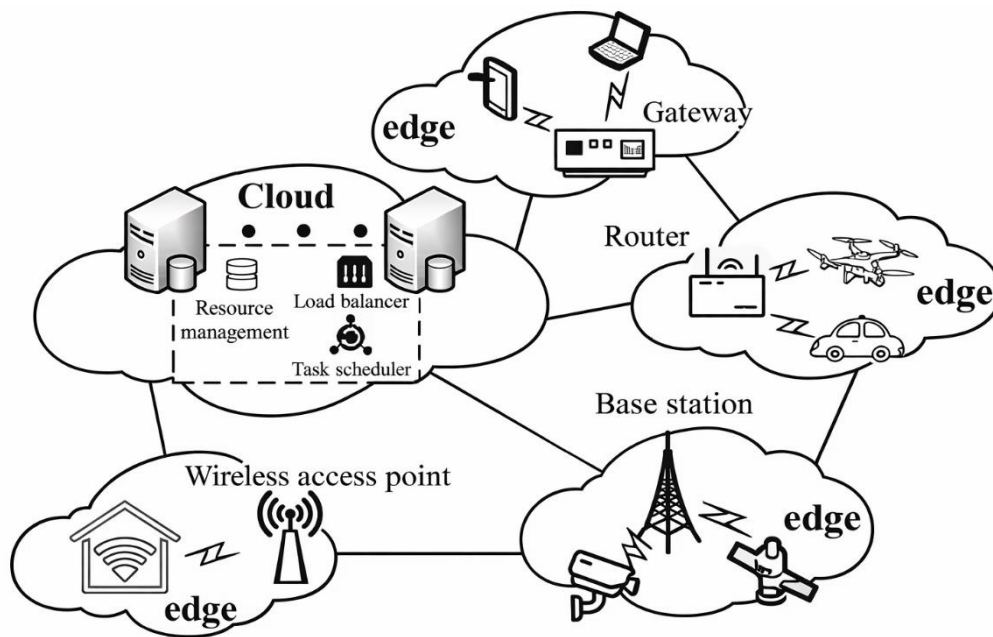 Gateway
edge
Cloud
Router
edge
Resource
management
Load balancer
Task scheduler
Base station
Wireless access point
edge
edge